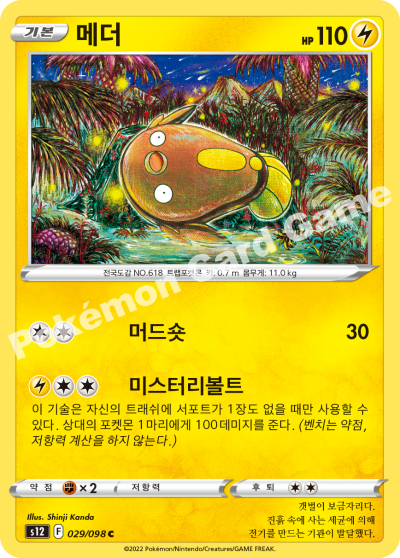 기본 메더 HP 110
전국도감 NO.618 트랩포켓몬 키: 0.7 m 몸무게: 11.0 kg
Pokémon Card Game
머드숏 30
미스터리볼트
이 기술은 자신의 트래쉬에 서포트가 1장도 없을 때만 사용할 수
있다. 상대의 포켓몬 1마리에게 100데미지를 준다. (벤치는 약점,
저항력 계산을 하지 않는다.)
약점 ×2 저항력 후퇴
Illus. Shinji Kanda
s12 F 029/098 C
갯벌이 보금자리다.
진흙 속에 사는 세균에 의해
전기를 만드는 기관이 발달했다.
©2022 Pokémon/Nintendo/Creatures/GAME FREAK.